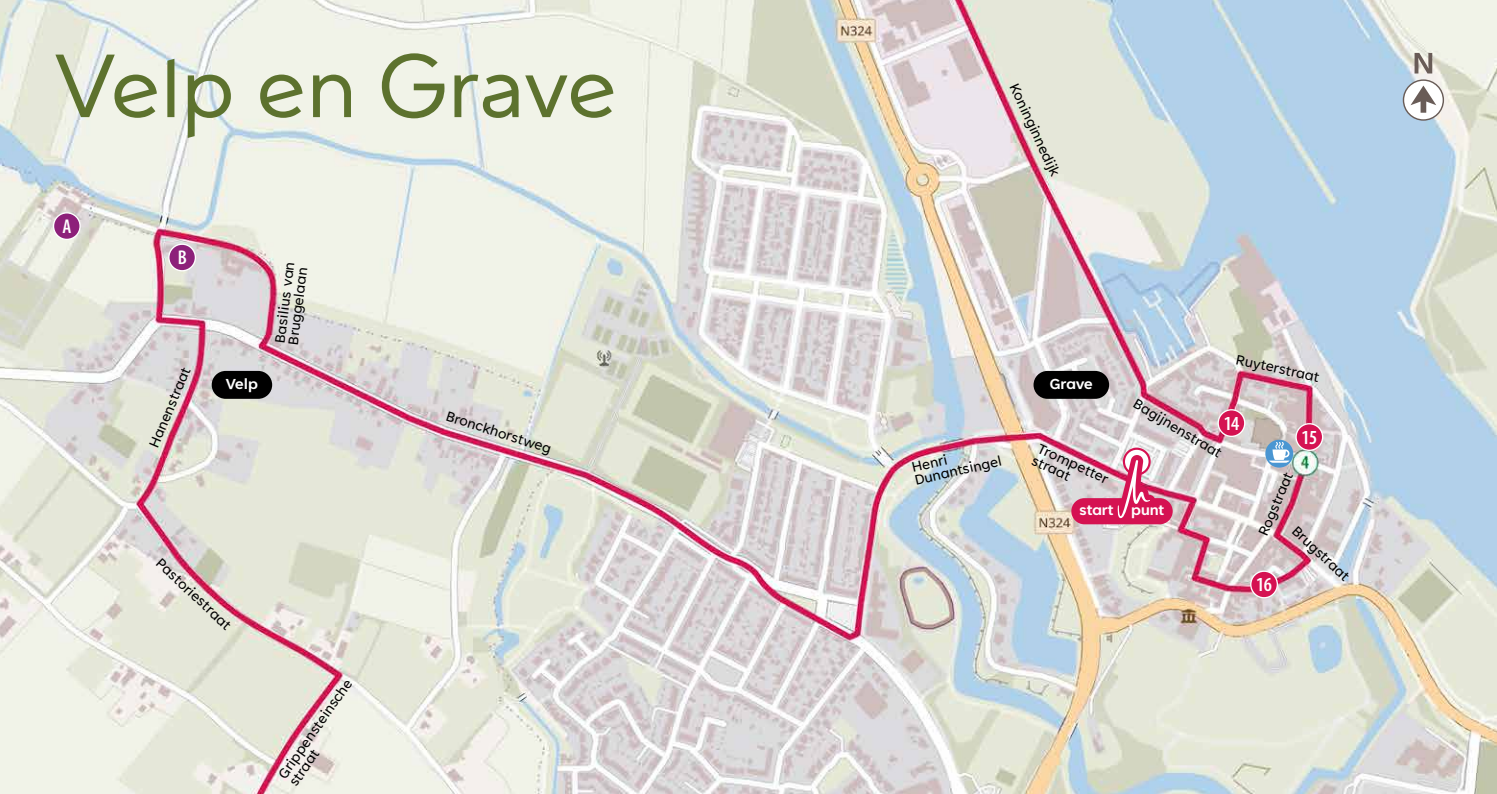 Velp en Grave
N324
N
Koninginnedijk
A
B
Basilius van
Bruggelaan
Velp
Hanenstraat
Bronckhorstweg
Grave
Ruyterstraat
Bagijnenstraat
14
15
4
Henri
Dunantsingel
Trompetter
straat
start punt
Rogstraat
N324
Brugstraat
16
Pastoriestraat
Grippensteinsche
straat